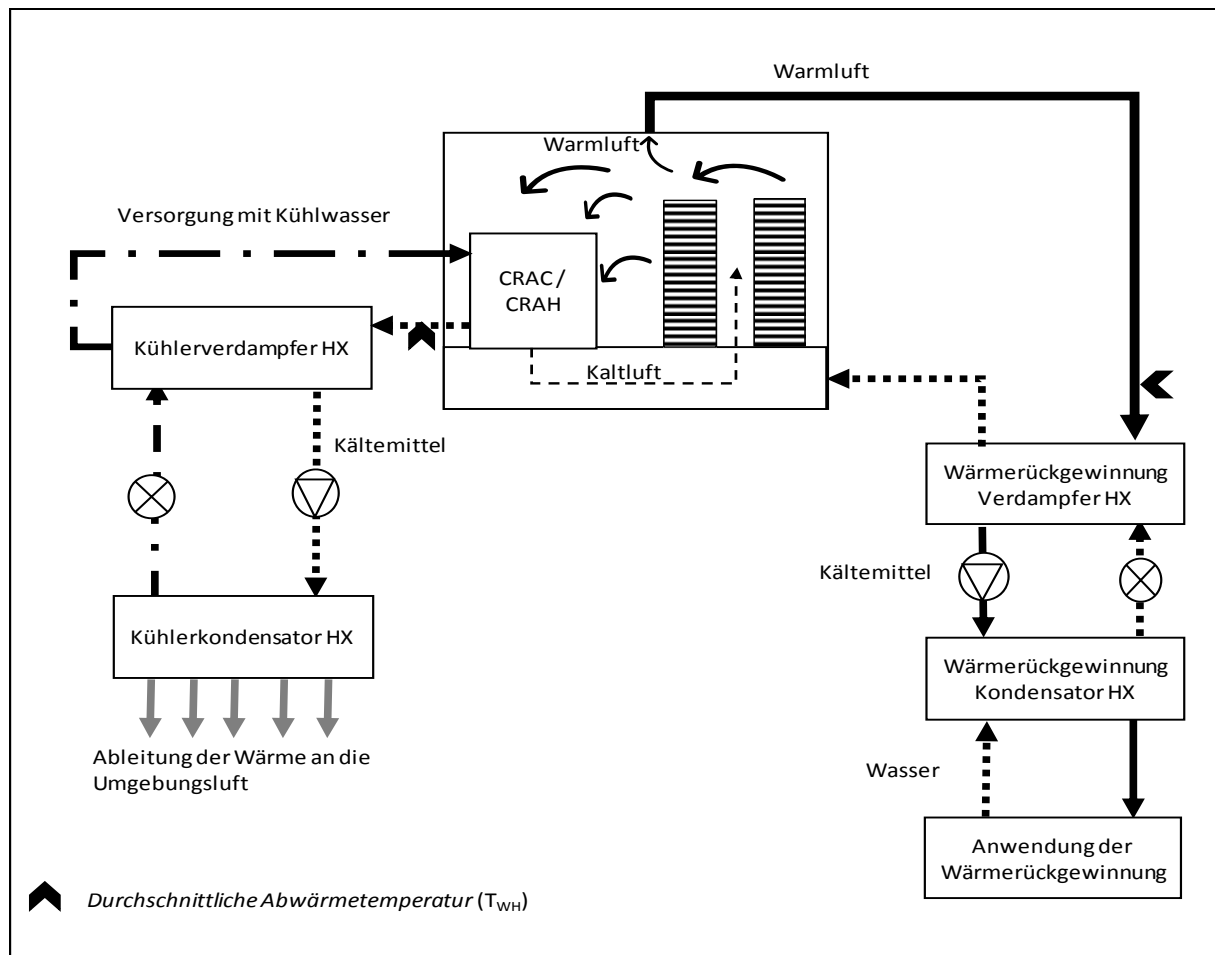 Warmluft
Warmluft
Versorgung mit Kühlwasser
CRAC /
CRAH
Kühlerverdampfer HX
Kaltluft
Kältemittel
Wärmerückgewinnung
Verdampfer HX
Kältemittel
Kühlerkondensator HX
Wärmerückgewinnung
Kondensator HX
Ableitung der Wärme an die
Umgebungsluft
Wasser
Anwendung der
Wärmerückgewinnung
Durchschnittliche Abwärmetemperatur (TWH)